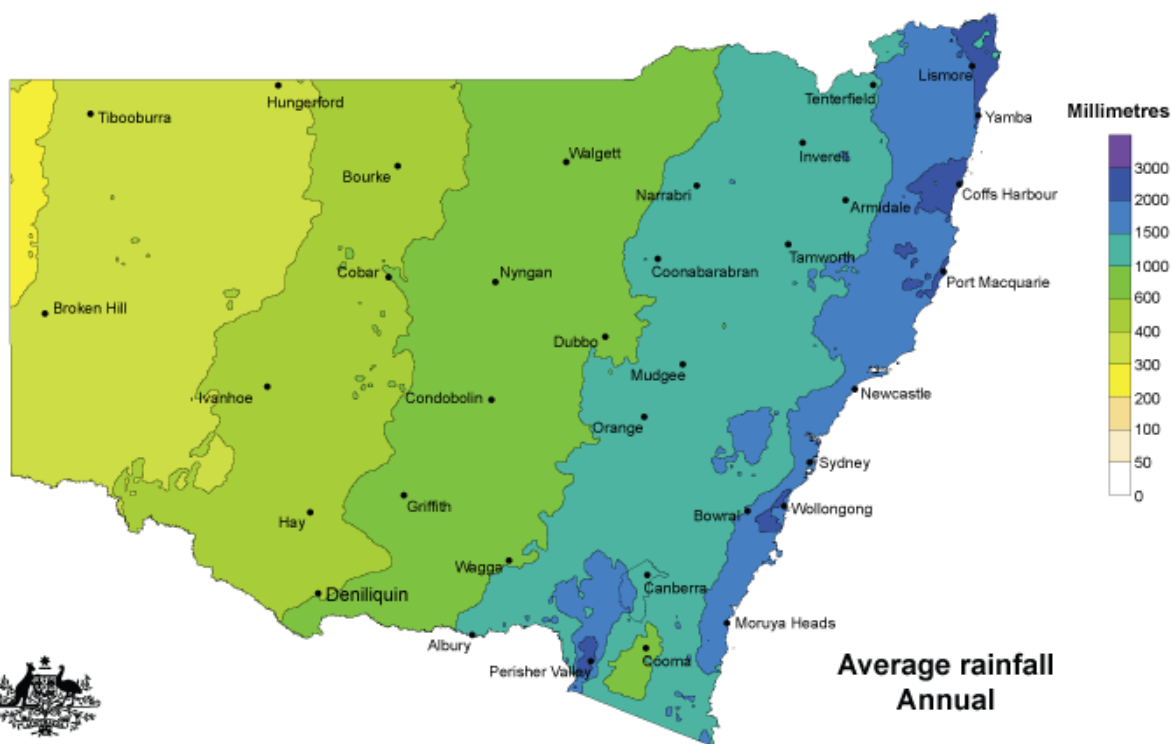 Lismore
Hungerford
Tenterfield
Tibooburra
Millimetres
Yamba
Walgett
Inverell
3000
Bourke
2000
Narrabri
Coffs Harbour
Armidale
1500
1000
Tamworth
Coonabarabran
Cobar
Nyngan
Port Macquarie
600
Broken Hill
400
300
Dubbo
Mudgee
200
Ivanhoe
Condobolin
Newcastle
100
Orange
50
Sydney
0
Griffith
Wollongong
Bowral
Hay
Wagga
Canberra
Deniliquin
Moruya Heads
Albury
Cooma
Perisher Valley
Average rainfall
Annual